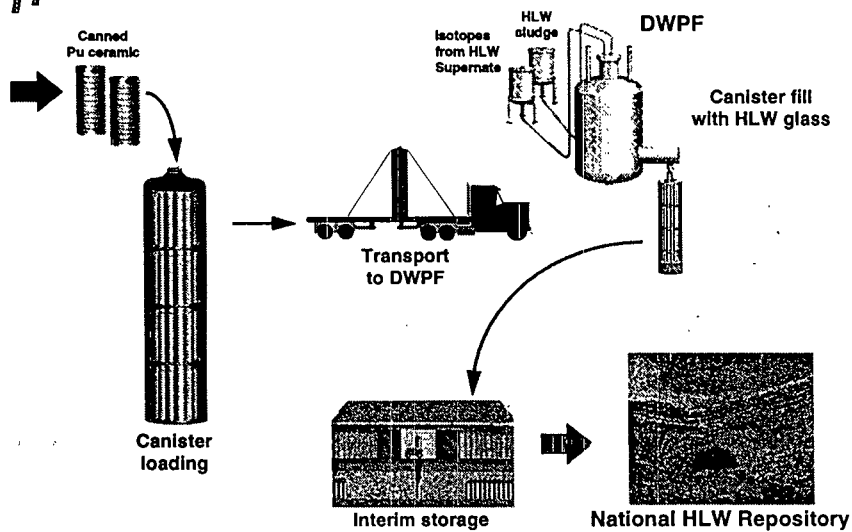 Canned
Pu ceramic
Isotopes
from HLW
Supernate
HLW
sludge
DWPF
Canister fill
with HLW glass
Transport
to DWPF
Canister
loading
Interim storage
National HLW Repository